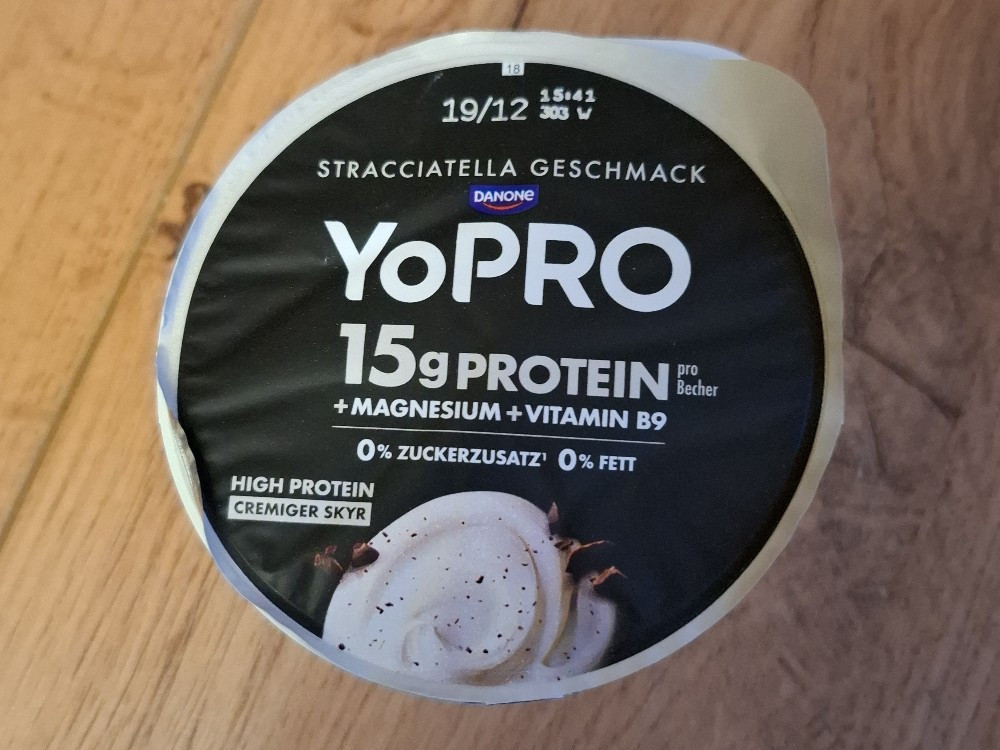 18
19/12 15:41
303 W
STRACCIATELLA GESCHMACK
DANONE
YoPRO
15g PROTEIN pro Becher
+MAGNESIUM +VITAMIN B9
0% ZUCKERZUSATZ¹ 0% FETT
HIGH PROTEIN
CREMIGER SKYR